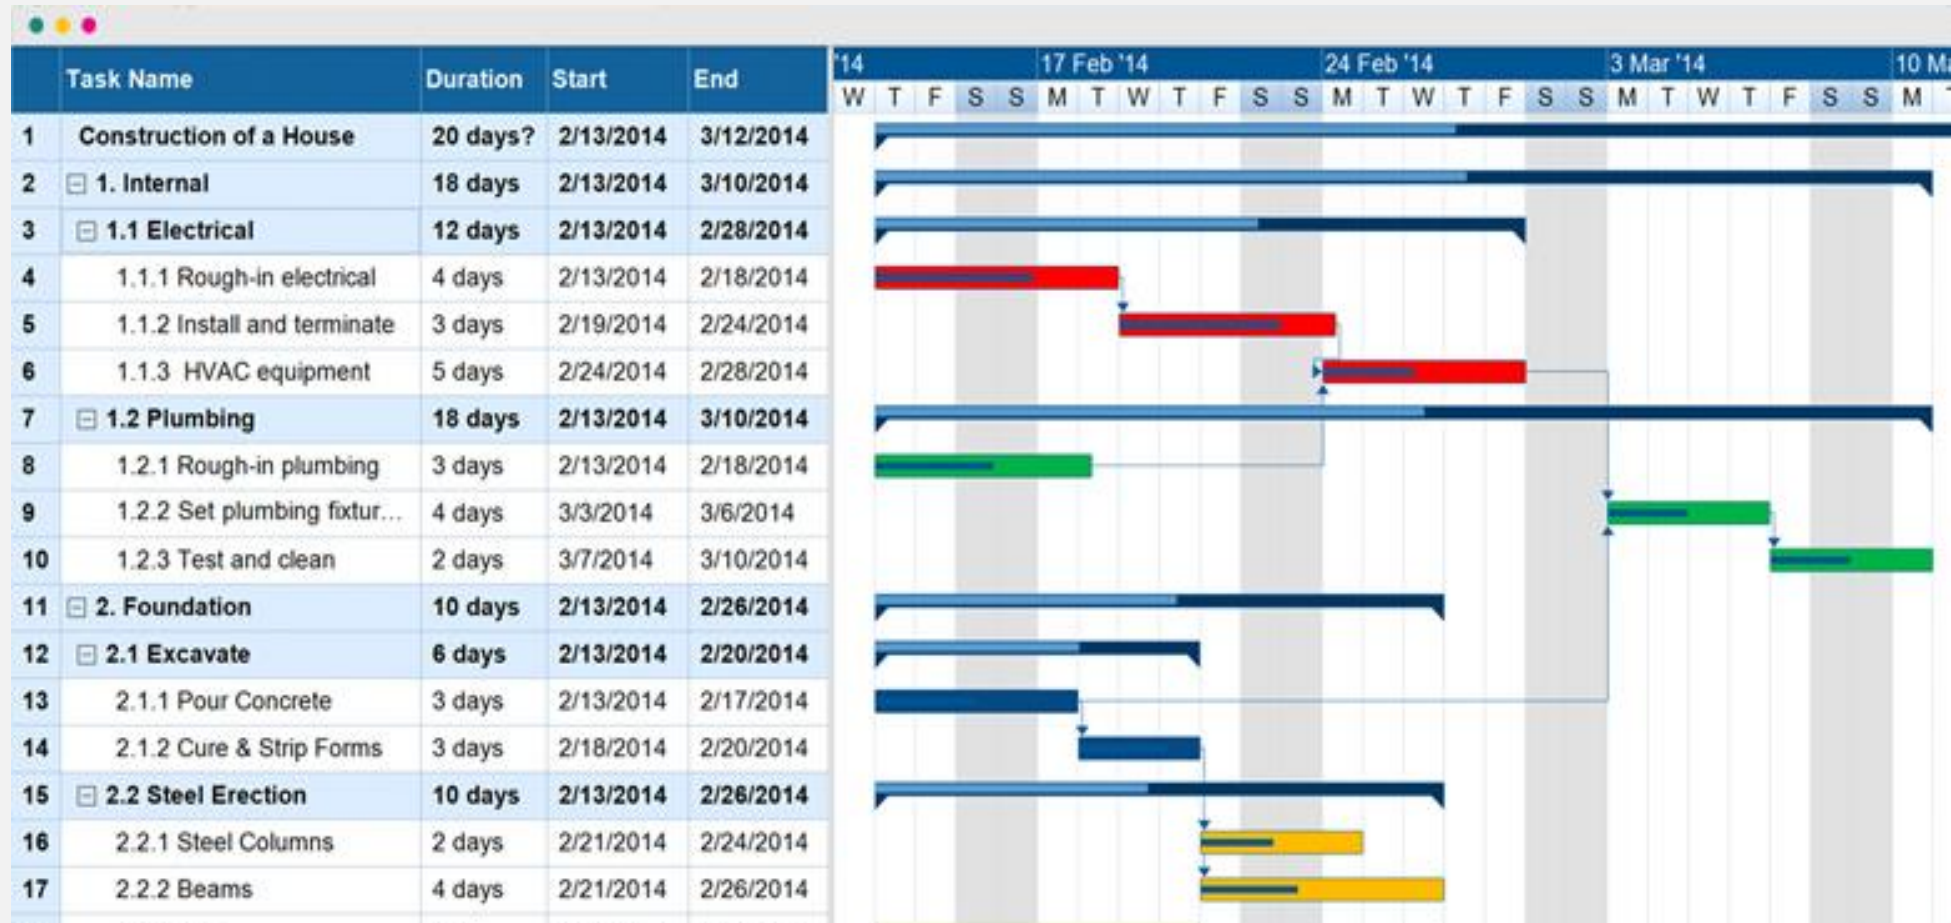 '14 17 Feb '14 24 Feb '14 3 Mar '14 10 Ma
Task Name Duration Start End W T F S S M T W T F S S M T W T F S S M T W T F S S M T
1 Construction of a House 20 days? 2/13/2014 3/12/2014
2 1. Internal 18 days 2/13/2014 3/10/2014
3 1.1 Electrical 12 days 2/13/2014 2/28/2014
4 1.1.1 Rough-in electrical 4 days 2/13/2014 2/18/2014
5 1.1.2 Install and terminate 3 days 2/19/2014 2/24/2014
6 1.1.3 HVAC equipment 5 days 2/24/2014 2/28/2014
7 1.2 Plumbing 18 days 2/13/2014 3/10/2014
8 1.2.1 Rough-in plumbing 3 days 2/13/2014 2/18/2014
9 1.2.2 Set plumbing fixtur... 4 days 3/3/2014 3/6/2014
10 1.2.3 Test and clean 2 days 3/7/2014 3/10/2014
11 2. Foundation 10 days 2/13/2014 2/26/2014
12 2.1 Excavate 6 days 2/13/2014 2/20/2014
13 2.1.1 Pour Concrete 3 days 2/13/2014 2/17/2014
14 2.1.2 Cure & Strip Forms 3 days 2/18/2014 2/20/2014
15 2.2 Steel Erection 10 days 2/13/2014 2/26/2014
16 2.2.1 Steel Columns 2 days 2/21/2014 2/24/2014
17 2.2.2 Beams 4 days 2/21/2014 2/26/2014